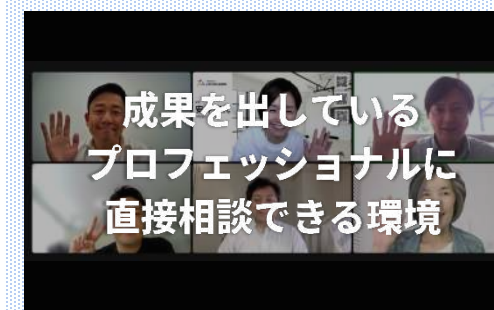 成果を出している
プロフェッショナルに
直接相談できる環境